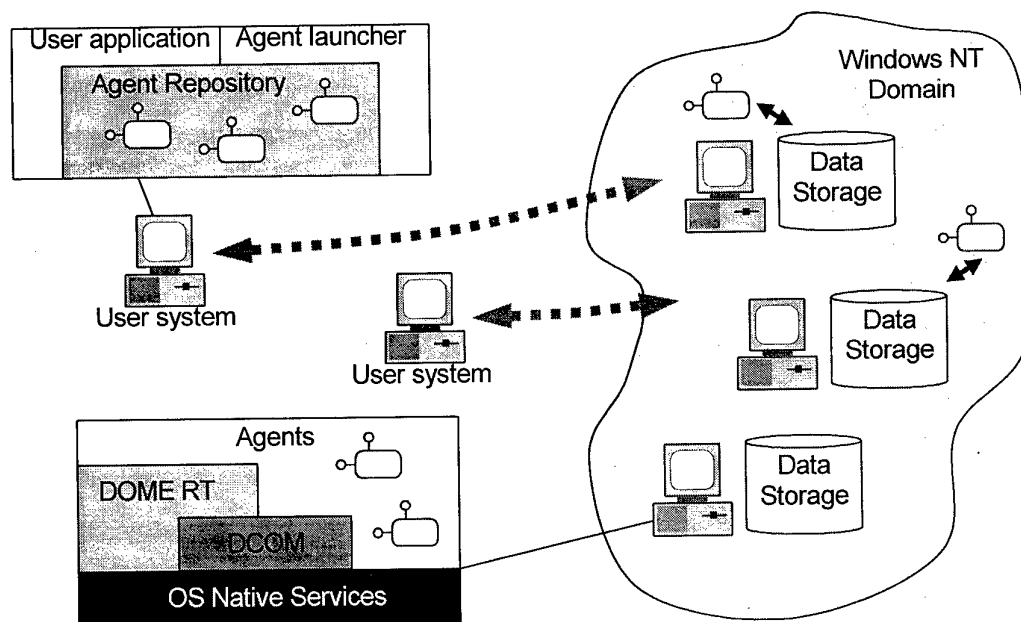 User application
Agent launcher
Agent Repository
Windows NT
Domain
Data
Storage
User system
Data
Storage
User system
Agents
DOME RT
DCOM
OS Native Services
Data
Storage